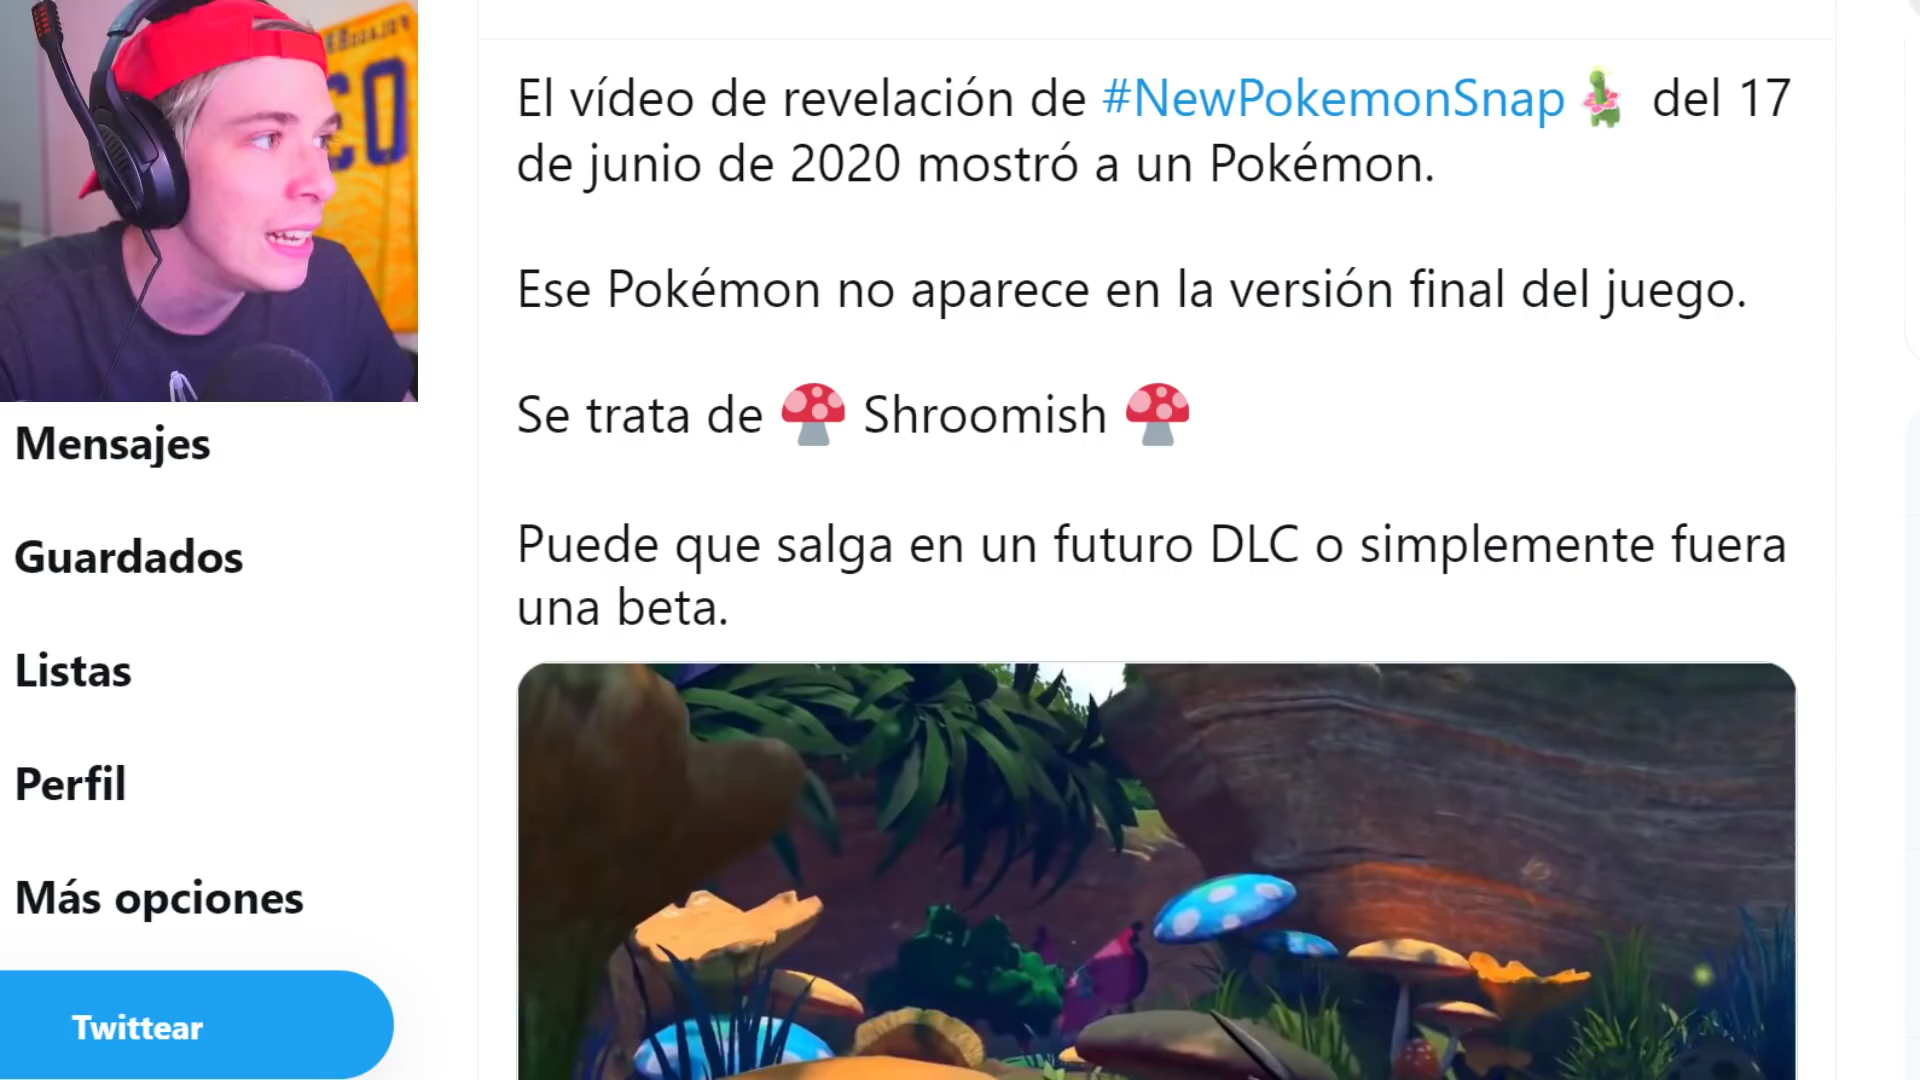 El vídeo de revelación de #NewPokemonSnap del 17
de junio de 2020 mostró a un Pokémon.
Ese Pokémon no aparece en la versión final del juego.
Se trata de 🍄 Shroomish 🍄
Puede que salga en un futuro DLC o simplemente fuera
una beta.
Mensajes
Guardados
Listas
Perfil
Más opciones
Twittear